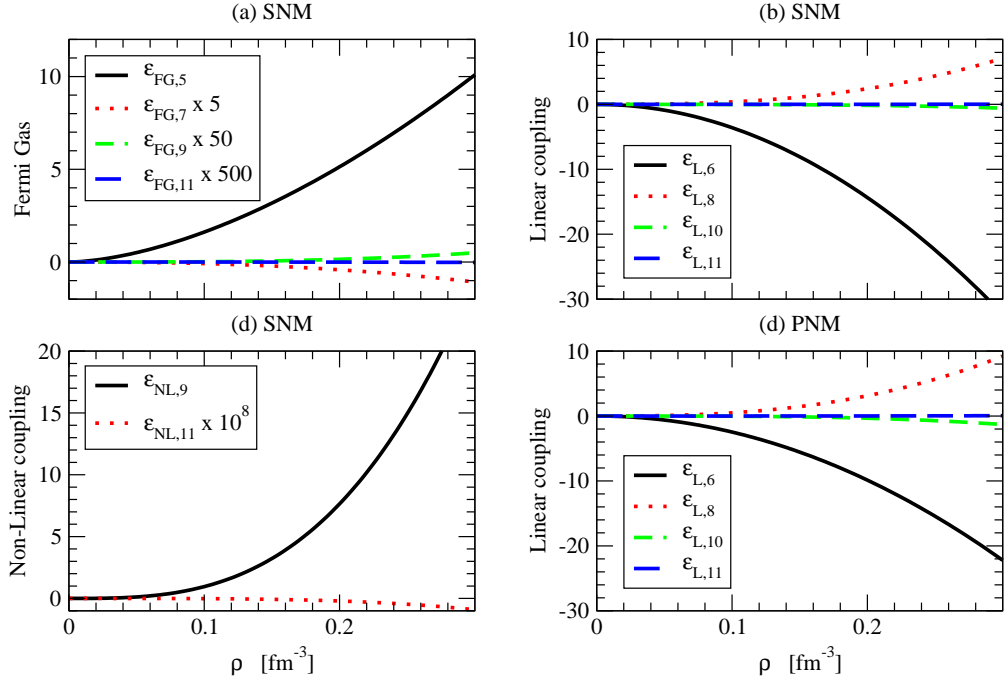 (a) SNM
Fermi Gas
10
5
0
ε_FG,5
ε_FG,7 x 5
ε_FG,9 x 50
ε_FG,11 x 500
(b) SNM
Linear coupling
10
0
-10
-20
-30
ε_L,6
ε_L,8
ε_L,10
ε_L,11
(d) SNM
Non-Linear coupling
20
15
10
5
0
ε_NL,9
ε_NL,11 x 10^8
0 0.1 0.2
ρ [fm^-3]
(d) PNM
Linear coupling
10
0
-10
-20
-30
ε_L,6
ε_L,8
ε_L,10
ε_L,11
0 0.1 0.2
ρ [fm^-3]